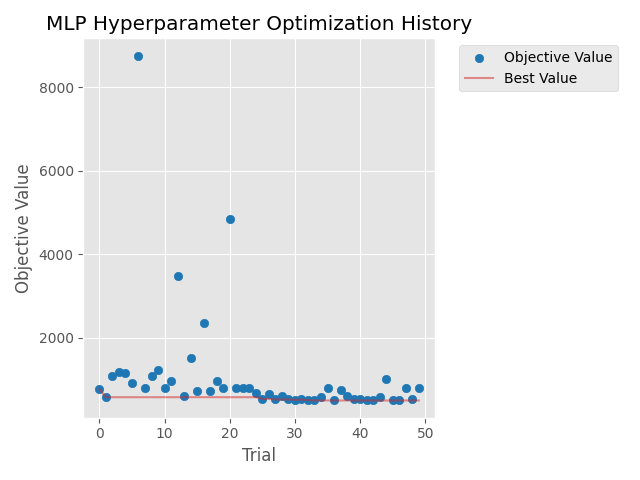 MLP Hyperparameter Optimization History
Objective Value
Best Value
8000
6000
4000
2000
Objective Value
0
10
20
30
40
50
Trial